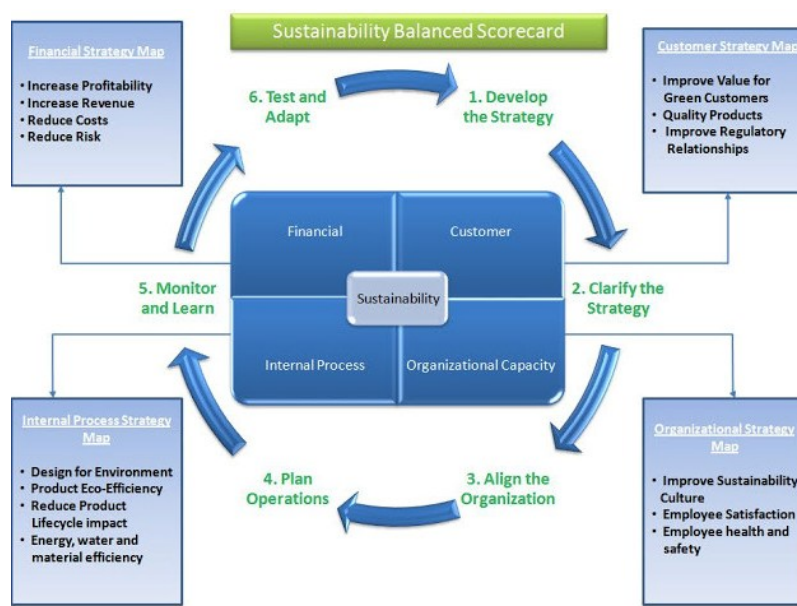 Sustainability Balanced Scorecard
Financial Strategy Map
• Increase Profitability
• Increase Revenue
• Reduce Costs
• Reduce Risk
Customer Strategy Map
• Improve Value for
Green Customers
• Quality Products
• Improve Regulatory
Relationships
6. Test and
Adapt
1. Develop
the Strategy
Financial
Customer
5. Monitor
and Learn
Sustainability
2. Clarify the
Strategy
Internal Process
Organizational Capacity
Internal Process Strategy
Map
• Design for Environment
• Product Eco-Efficiency
• Reduce Product
Lifecycle impact
• Energy, water and
material efficiency
4. Plan
Operations
3. Align the
Organization
Organizational Strategy
Map
• Improve Sustainability
Culture
• Employee Satisfaction
• Employee health and
safety